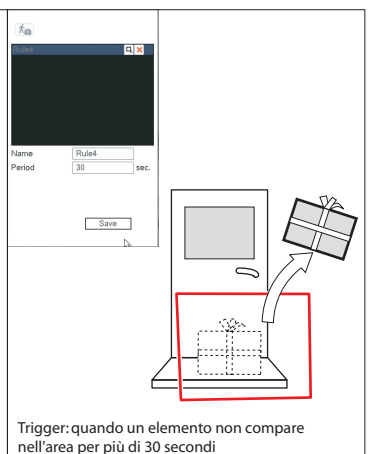 Rule4
Name Rule4
Period 30 sec.
Save
Trigger: quando un elemento non compare
nell'area per più di 30 secondi